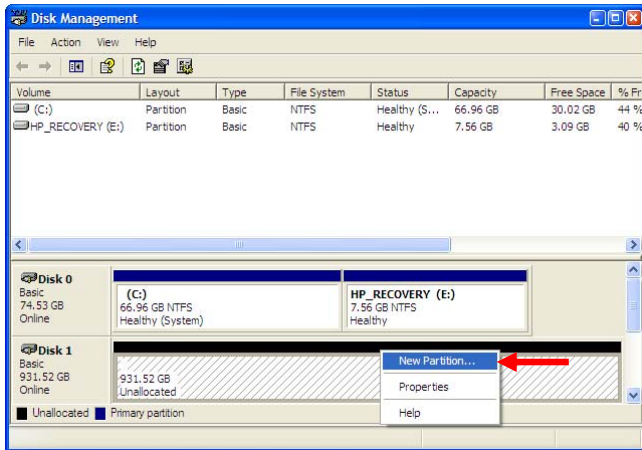 Disk Management
File Action View Help
Volume Layout Type File System Status Capacity Free Space % Fr
(C:) Partition Basic NTFS Healthy (S... 66.96 GB 30.02 GB 44 %
HP_RECOVERY (E:) Partition Basic NTFS Healthy 7.56 GB 3.09 GB 40 %
Disk 0
Basic
74.53 GB
Online
(C:)
66.96 GB NTFS
Healthy (System)
HP_RECOVERY (E:)
7.56 GB NTFS
Healthy
Disk 1
Basic
931.52 GB
Online
931.52 GB
Unallocated
New Partition...
Properties
Help
Unallocated Primary partition